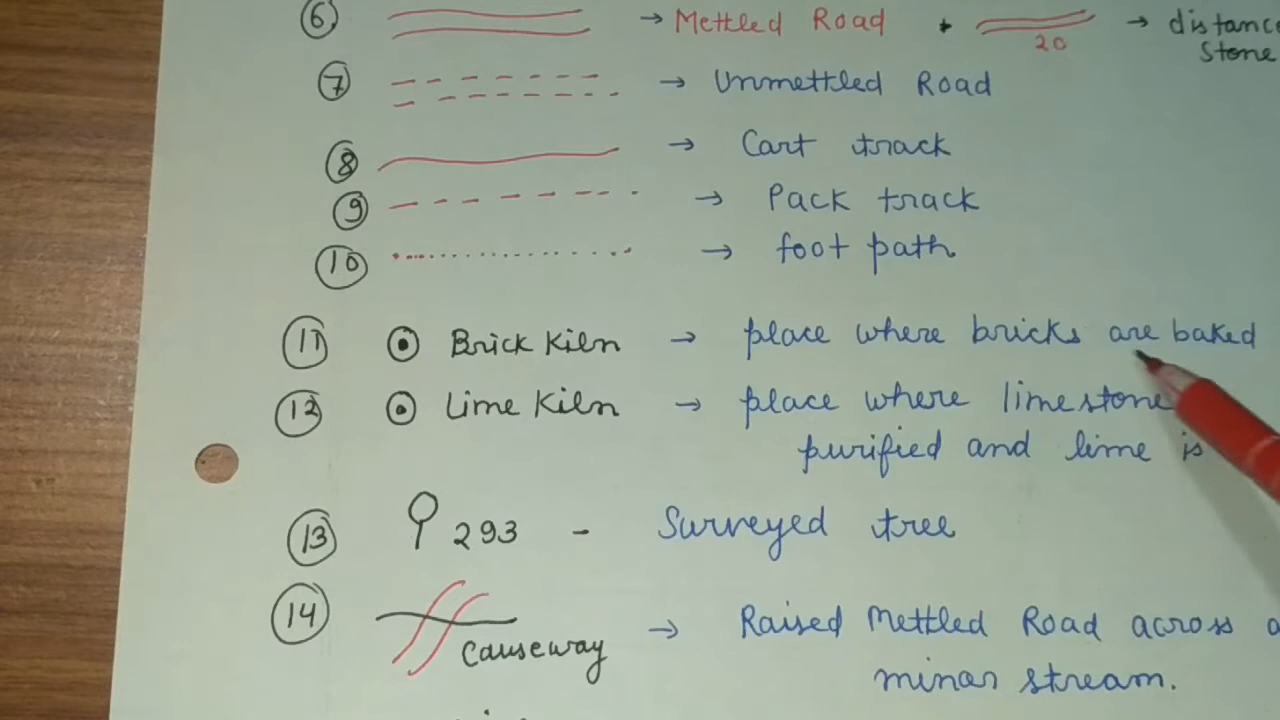 6 → Mettled Road + 20 → distance stone
7 → Unmettled Road
8 → Cart track
9 → Pack track
10 → foot path
11 Brick Kiln → place where bricks are baked
12 Lime Kiln → place where limestone
purified and lime is
13 293 - Surveyed tree
14 Causeway → Raised Mettled Road across a
minor stream.